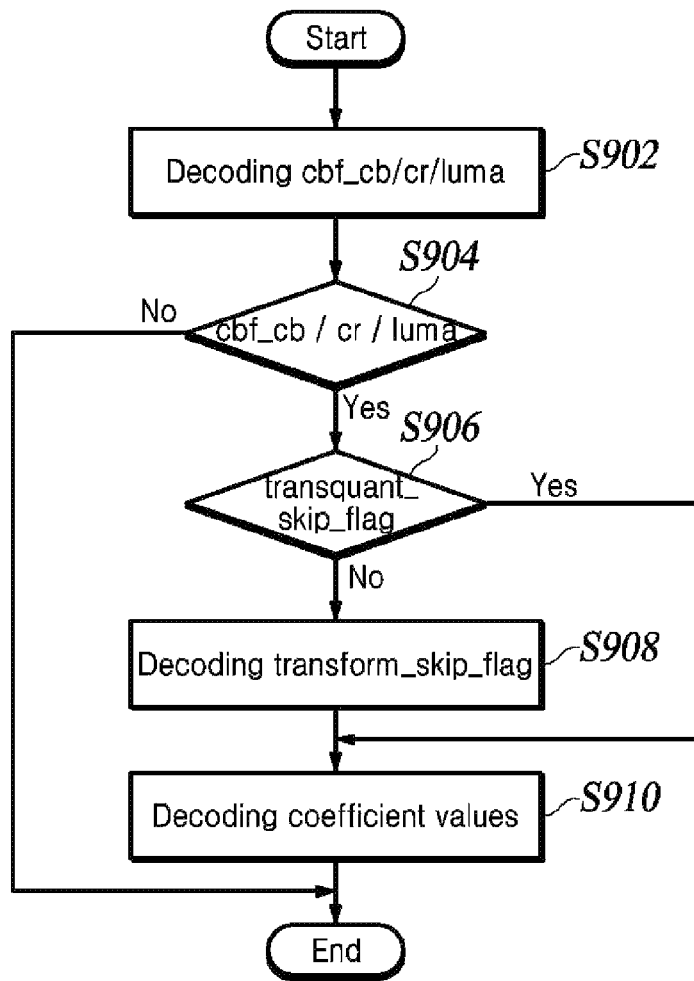 Start
Decoding cbf_cb/cr/luma
S902
S904
No
cbf_cb / cr / luma
Yes
S906
transquant_
skip_flag
Yes
No
Decoding transform_skip_flag
S908
Decoding coefficient values
S910
End